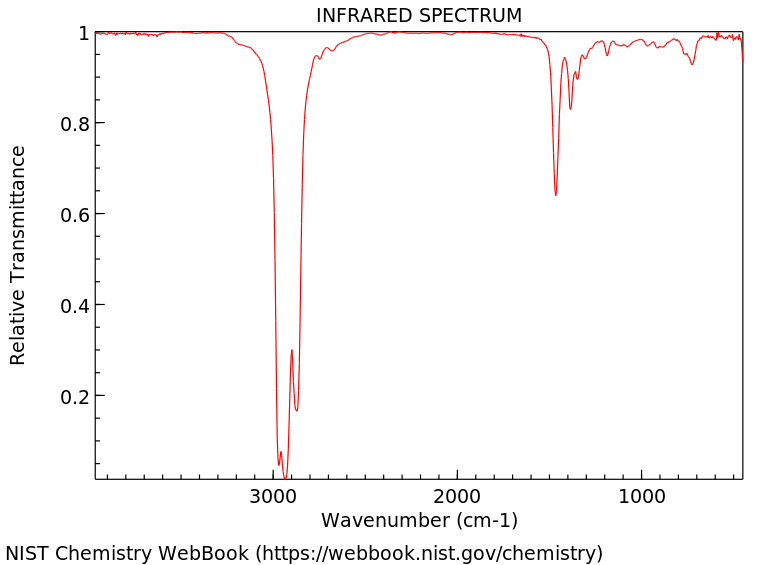 INFRARED SPECTRUM
1
0.8
0.6
0.4
0.2
Relative Transmittance
3000 2000 1000
Wavenumber (cm-1)
NIST Chemistry WebBook (https://webbook.nist.gov/chemistry)